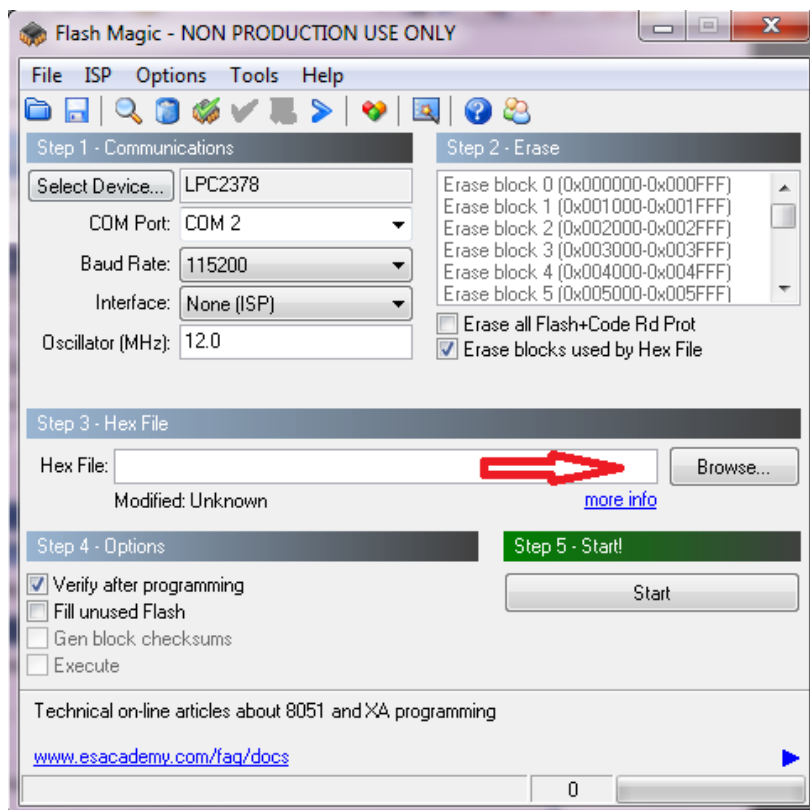 Flash Magic - NON PRODUCTION USE ONLY
File ISP Options Tools Help
Step 1 - Communications
Select Device... LPC2378
COM Port: COM 2
Baud Rate: 115200
Interface: None (ISP)
Oscillator (MHz): 12.0
Step 2 - Erase
Erase block 0 (0x000000-0x000FFF)
Erase block 1 (0x001000-0x001FFF)
Erase block 2 (0x002000-0x002FFF)
Erase block 3 (0x003000-0x003FFF)
Erase block 4 (0x004000-0x004FFF)
Erase block 5 (0x005000-0x005FFF)
Erase all Flash+Code Rd Prot
Erase blocks used by Hex File
Step 3 - Hex File
Hex File: Browse...
Modified: Unknown more info
Step 4 - Options
Verify after programming
Fill unused Flash
Gen block checksums
Execute
Step 5 - Start!
Start
Technical on-line articles about 8051 and XA programming
www.esacademy.com/faq/docs
0